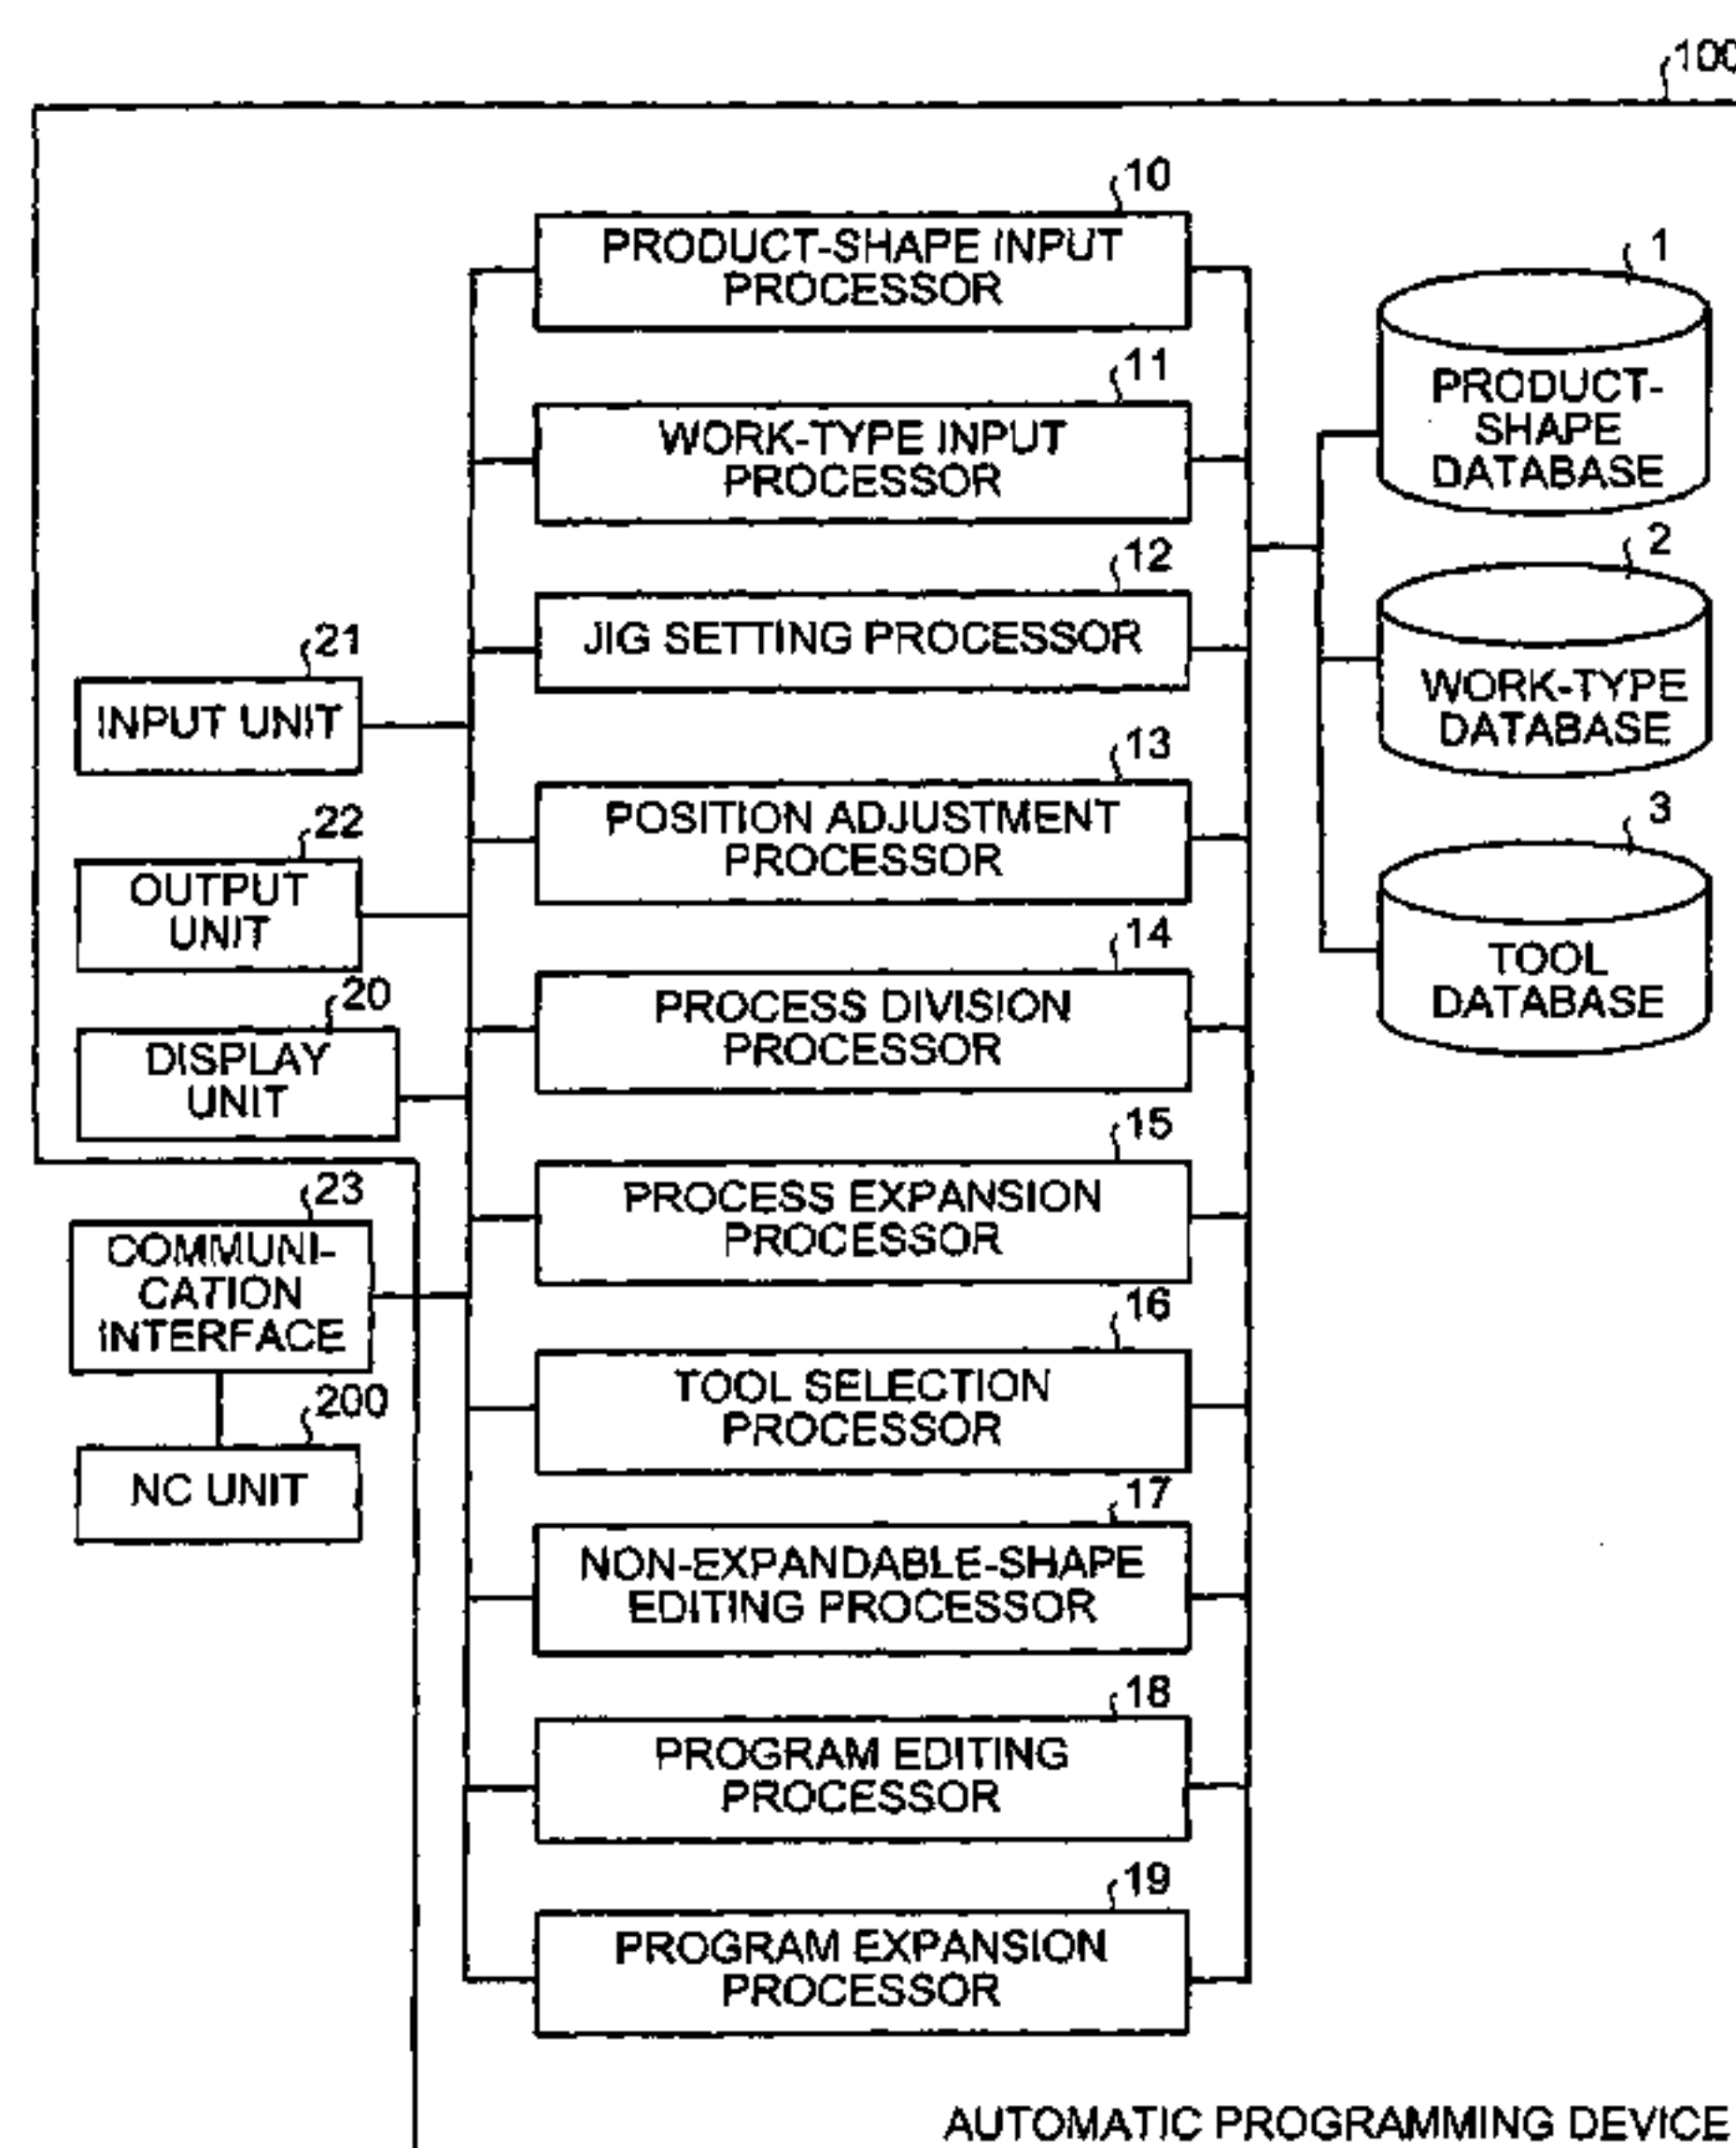 100
10
PRODUCT-SHAPE INPUT
PROCESSOR
11
WORK-TYPE INPUT
PROCESSOR
12
JIG SETTING PROCESSOR
13
POSITION ADJUSTMENT
PROCESSOR
14
PROCESS DIVISION
PROCESSOR
15
PROCESS EXPANSION
PROCESSOR
16
TOOL SELECTION
PROCESSOR
17
NON-EXPANDABLE-SHAPE
EDITING PROCESSOR
18
PROGRAM EDITING
PROCESSOR
19
PROGRAM EXPANSION
PROCESSOR
21
INPUT UNIT
22
OUTPUT
UNIT
20
DISPLAY
UNIT
23
COMMUNI-
CATION
INTERFACE
200
NC UNIT
1
PRODUCT-
SHAPE
DATABASE
2
WORK-TYPE
DATABASE
3
TOOL
DATABASE
AUTOMATIC PROGRAMMING DEVICE